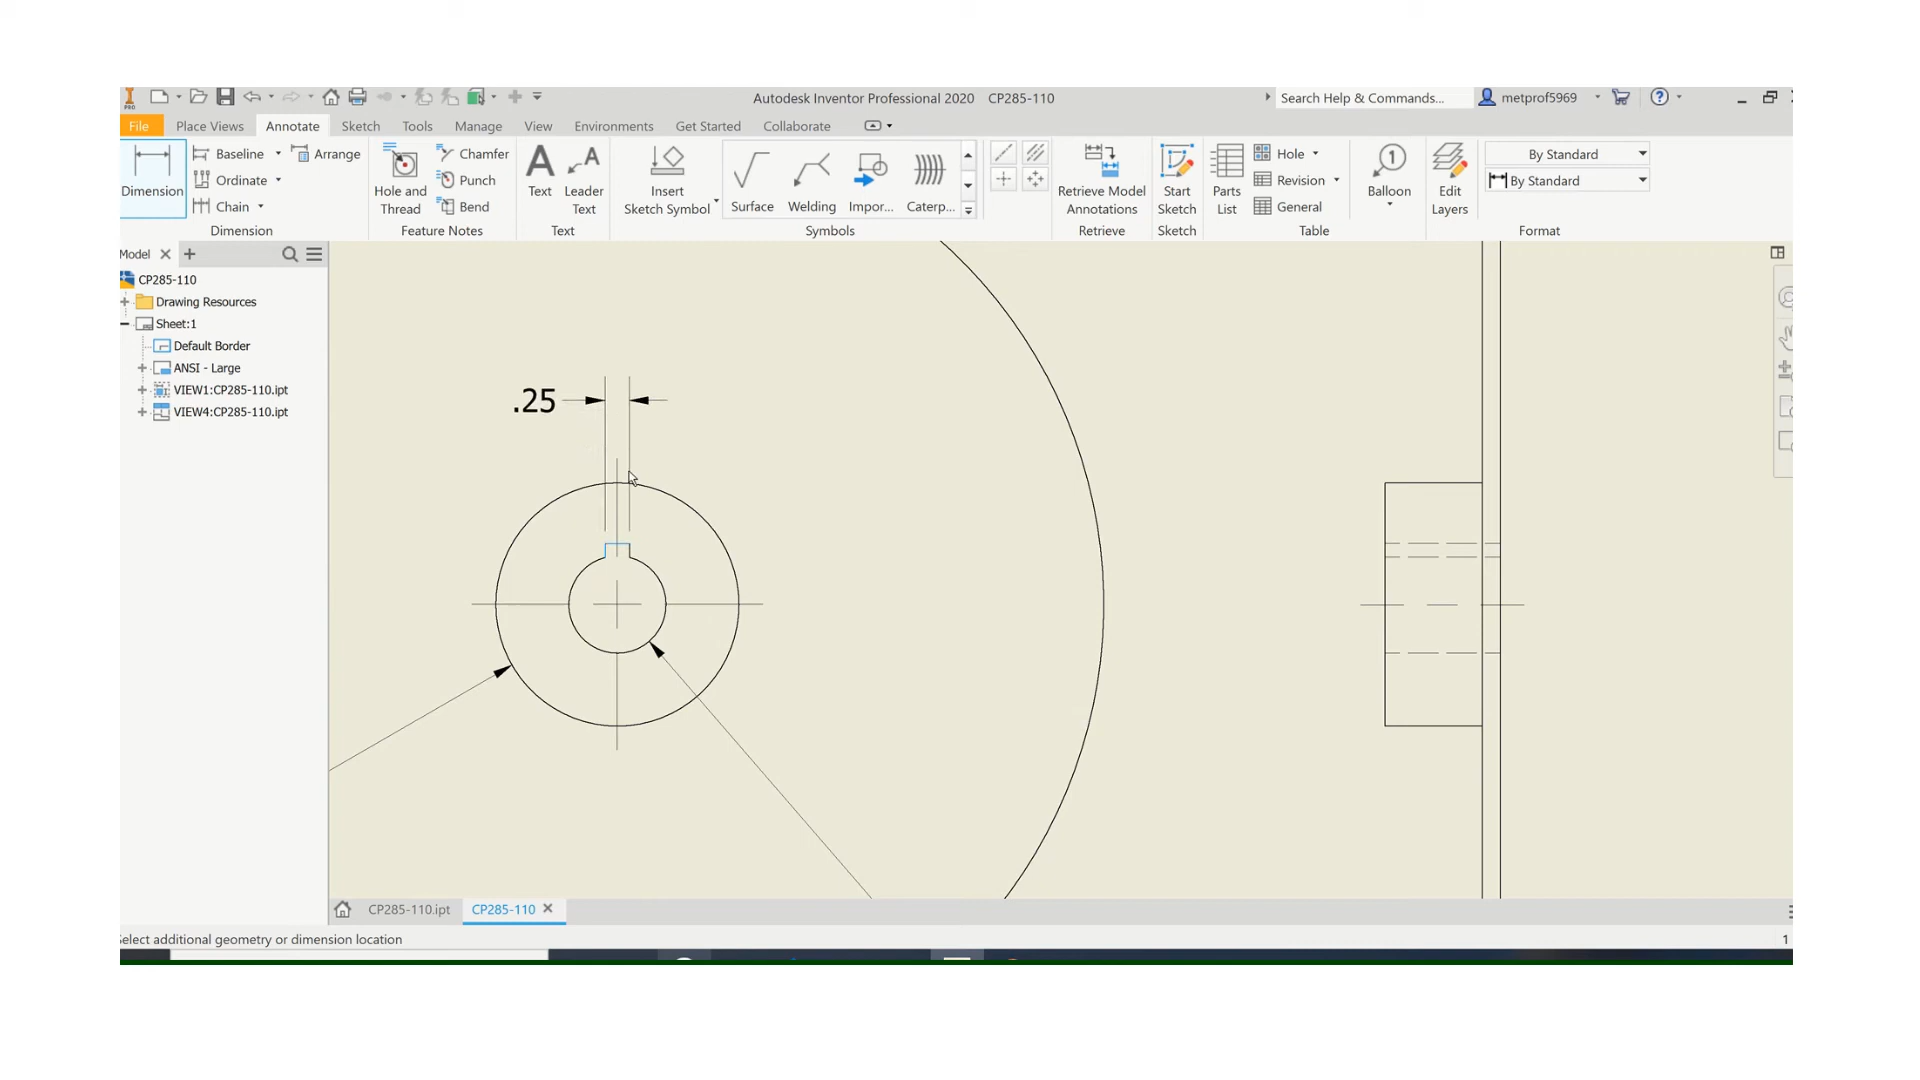 Autodesk Inventor Professional 2020 CP285-110
Search Help & Commands...
metprof5969
PRO
File Place Views Annotate Sketch Tools Manage View Environments Get Started Collaborate
Dimension
Baseline
Ordinate
Chain
Arrange
Dimension
Hole and Thread
Chamfer
Punch
Bend
Feature Notes
Text
Leader Text
Text
Insert Sketch Symbol
Surface
Welding
Impor...
Caterp...
Symbols
Retrieve Model Annotations
Retrieve
Start Sketch
Sketch
Parts List
Hole
Revision
General
Table
1
Balloon
Edit Layers
By Standard
By Standard
Format
Model
CP285-110
Drawing Resources
Sheet:1
Default Border
ANSI - Large
VIEW1:CP285-110.ipt
VIEW4:CP285-110.ipt
.25
CP285-110.ipt
CP285-110
Select additional geometry or dimension location
1